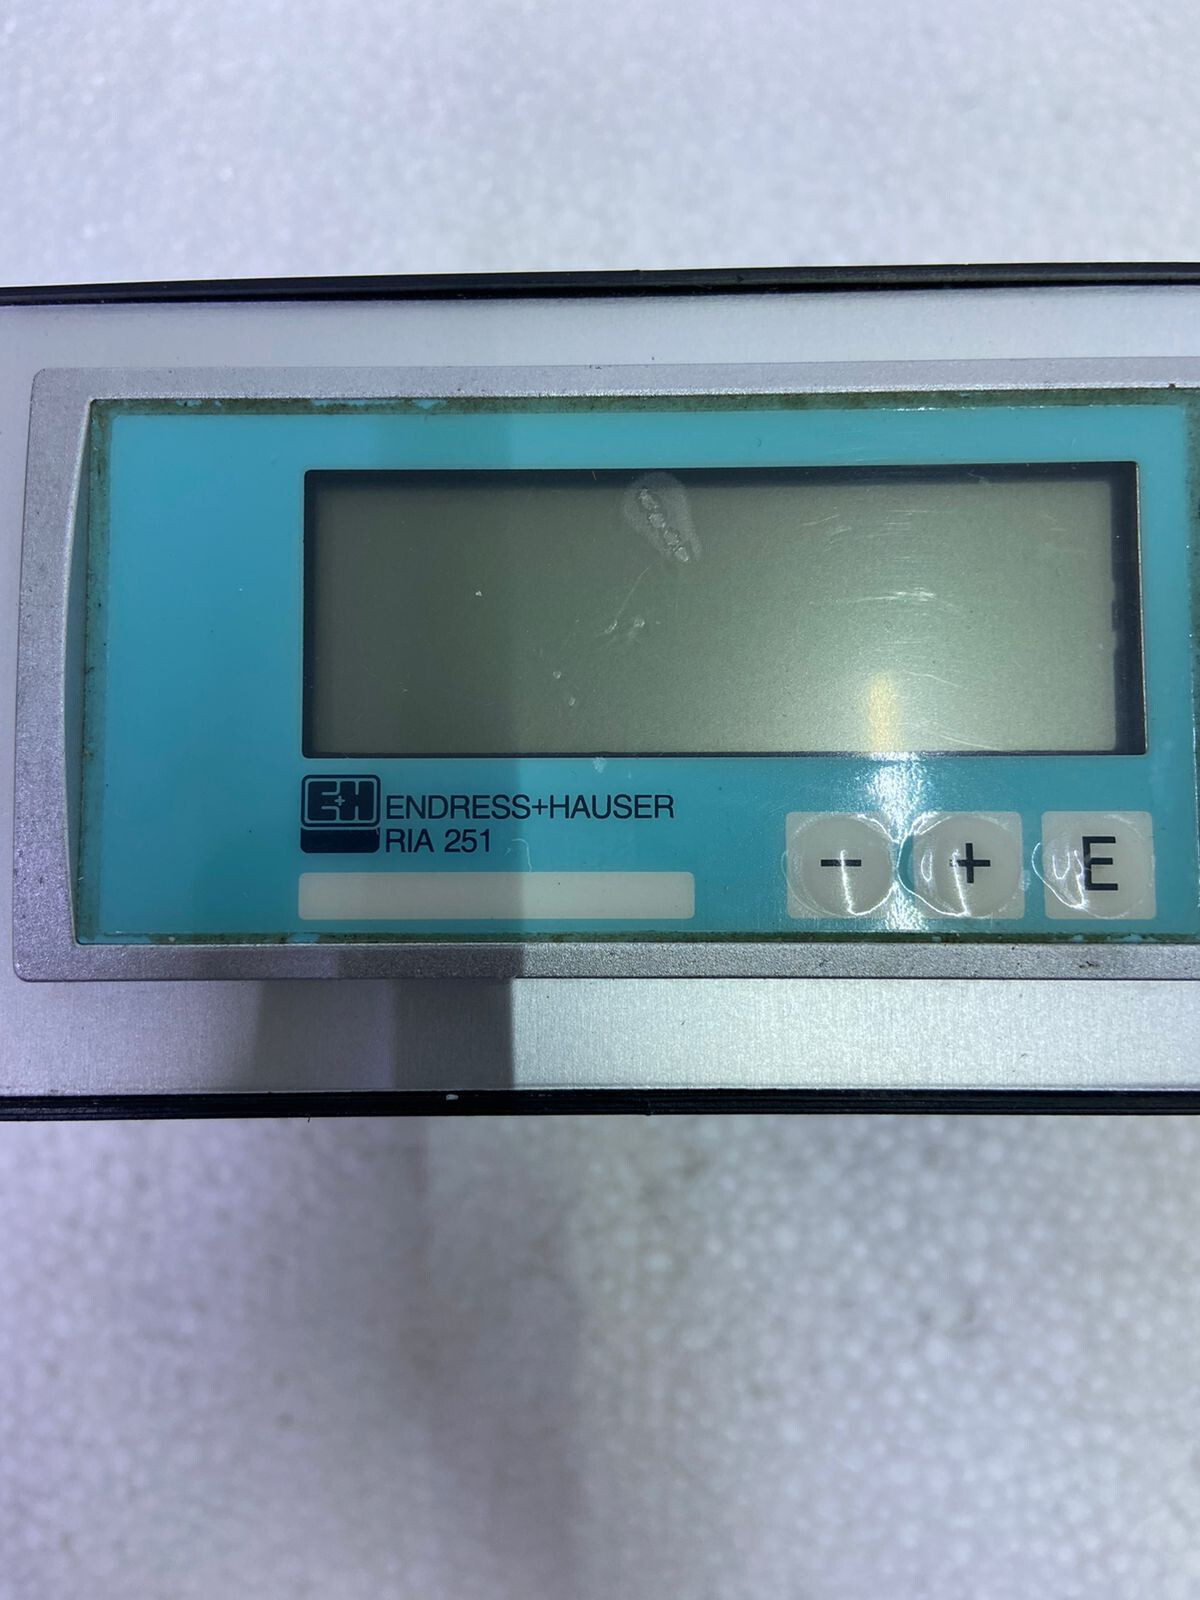 E+H ENDRESS+HAUSER
RIA 251
- + E